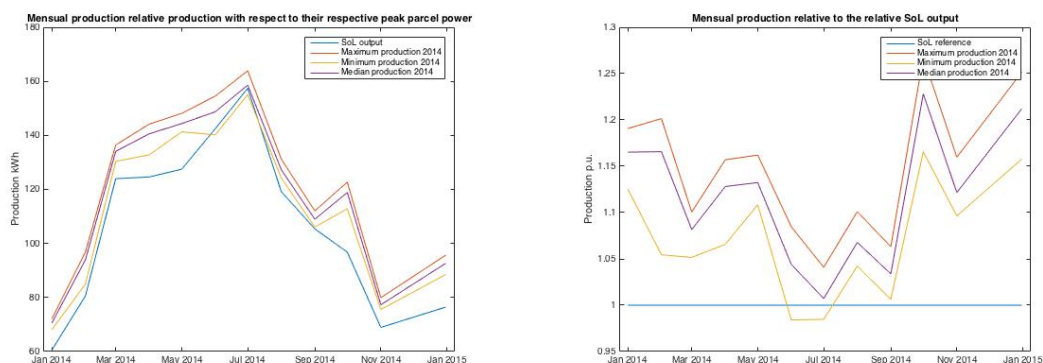 Mensual production relative production with respect to their respective peak parcel power
180
160
140
120
100
80
60
Production kWh
SoL output
Maximum production 2014
Minimum production 2014
Median production 2014
Jan 2014 Mar 2014 May 2014 Jul 2014 Sep 2014 Nov 2014 Jan 2015
Mensual production relative to the relative SoL output
1.3
1.25
1.2
1.15
1.1
1.05
1
0.95
Production p.u.
SoL reference
Maximum production 2014
Minimum production 2014
Median production 2014
Jan 2014 Mar 2014 May 2014 Jul 2014 Sep 2014 Nov 2014 Jan 2015